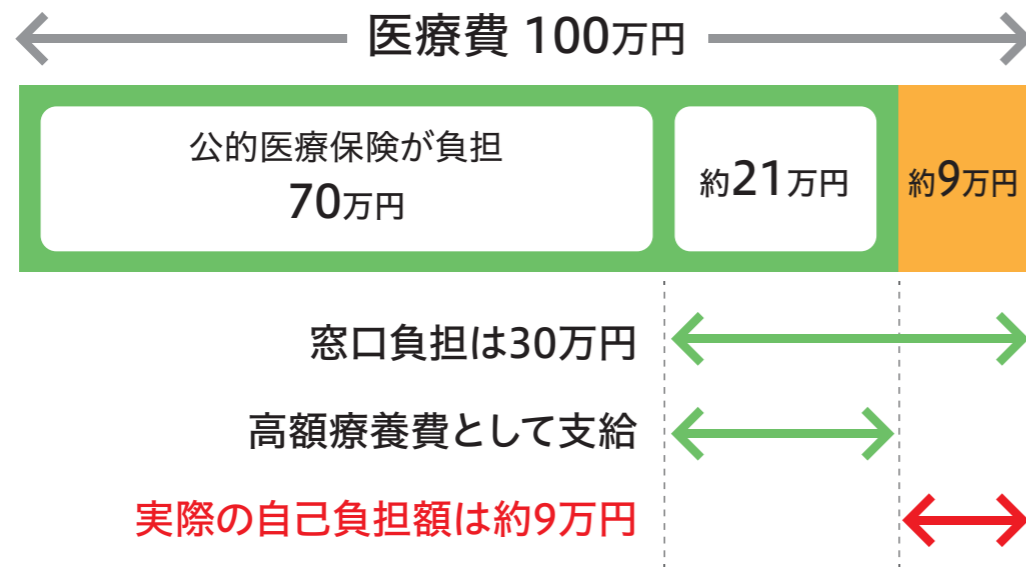 医療費 100万円
公的医療保険が負担
70万円
約21万円
約9万円
窓口負担は30万円
高額療養費として支給
実際の自己負担額は約9万円